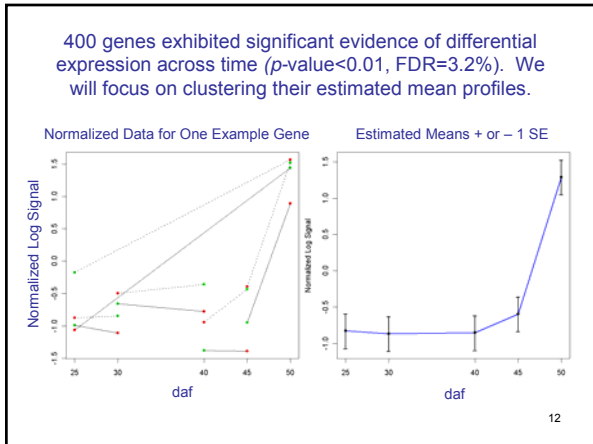 400 genes exhibited significant evidence of differential
expression across time (p-value<0.01, FDR=3.2%). We
will focus on clustering their estimated mean profiles.
Normalized Data for One Example Gene
Estimated Means + or – 1 SE
Normalized Log Signal
1.5
1.0
0.5
0.0
-0.5
-1.0
-1.5
25
30
40
45
50
daf
Normalized Log Signal
1.5
1.0
0.5
0.0
-0.5
-1.0
25
30
40
45
50
daf
12